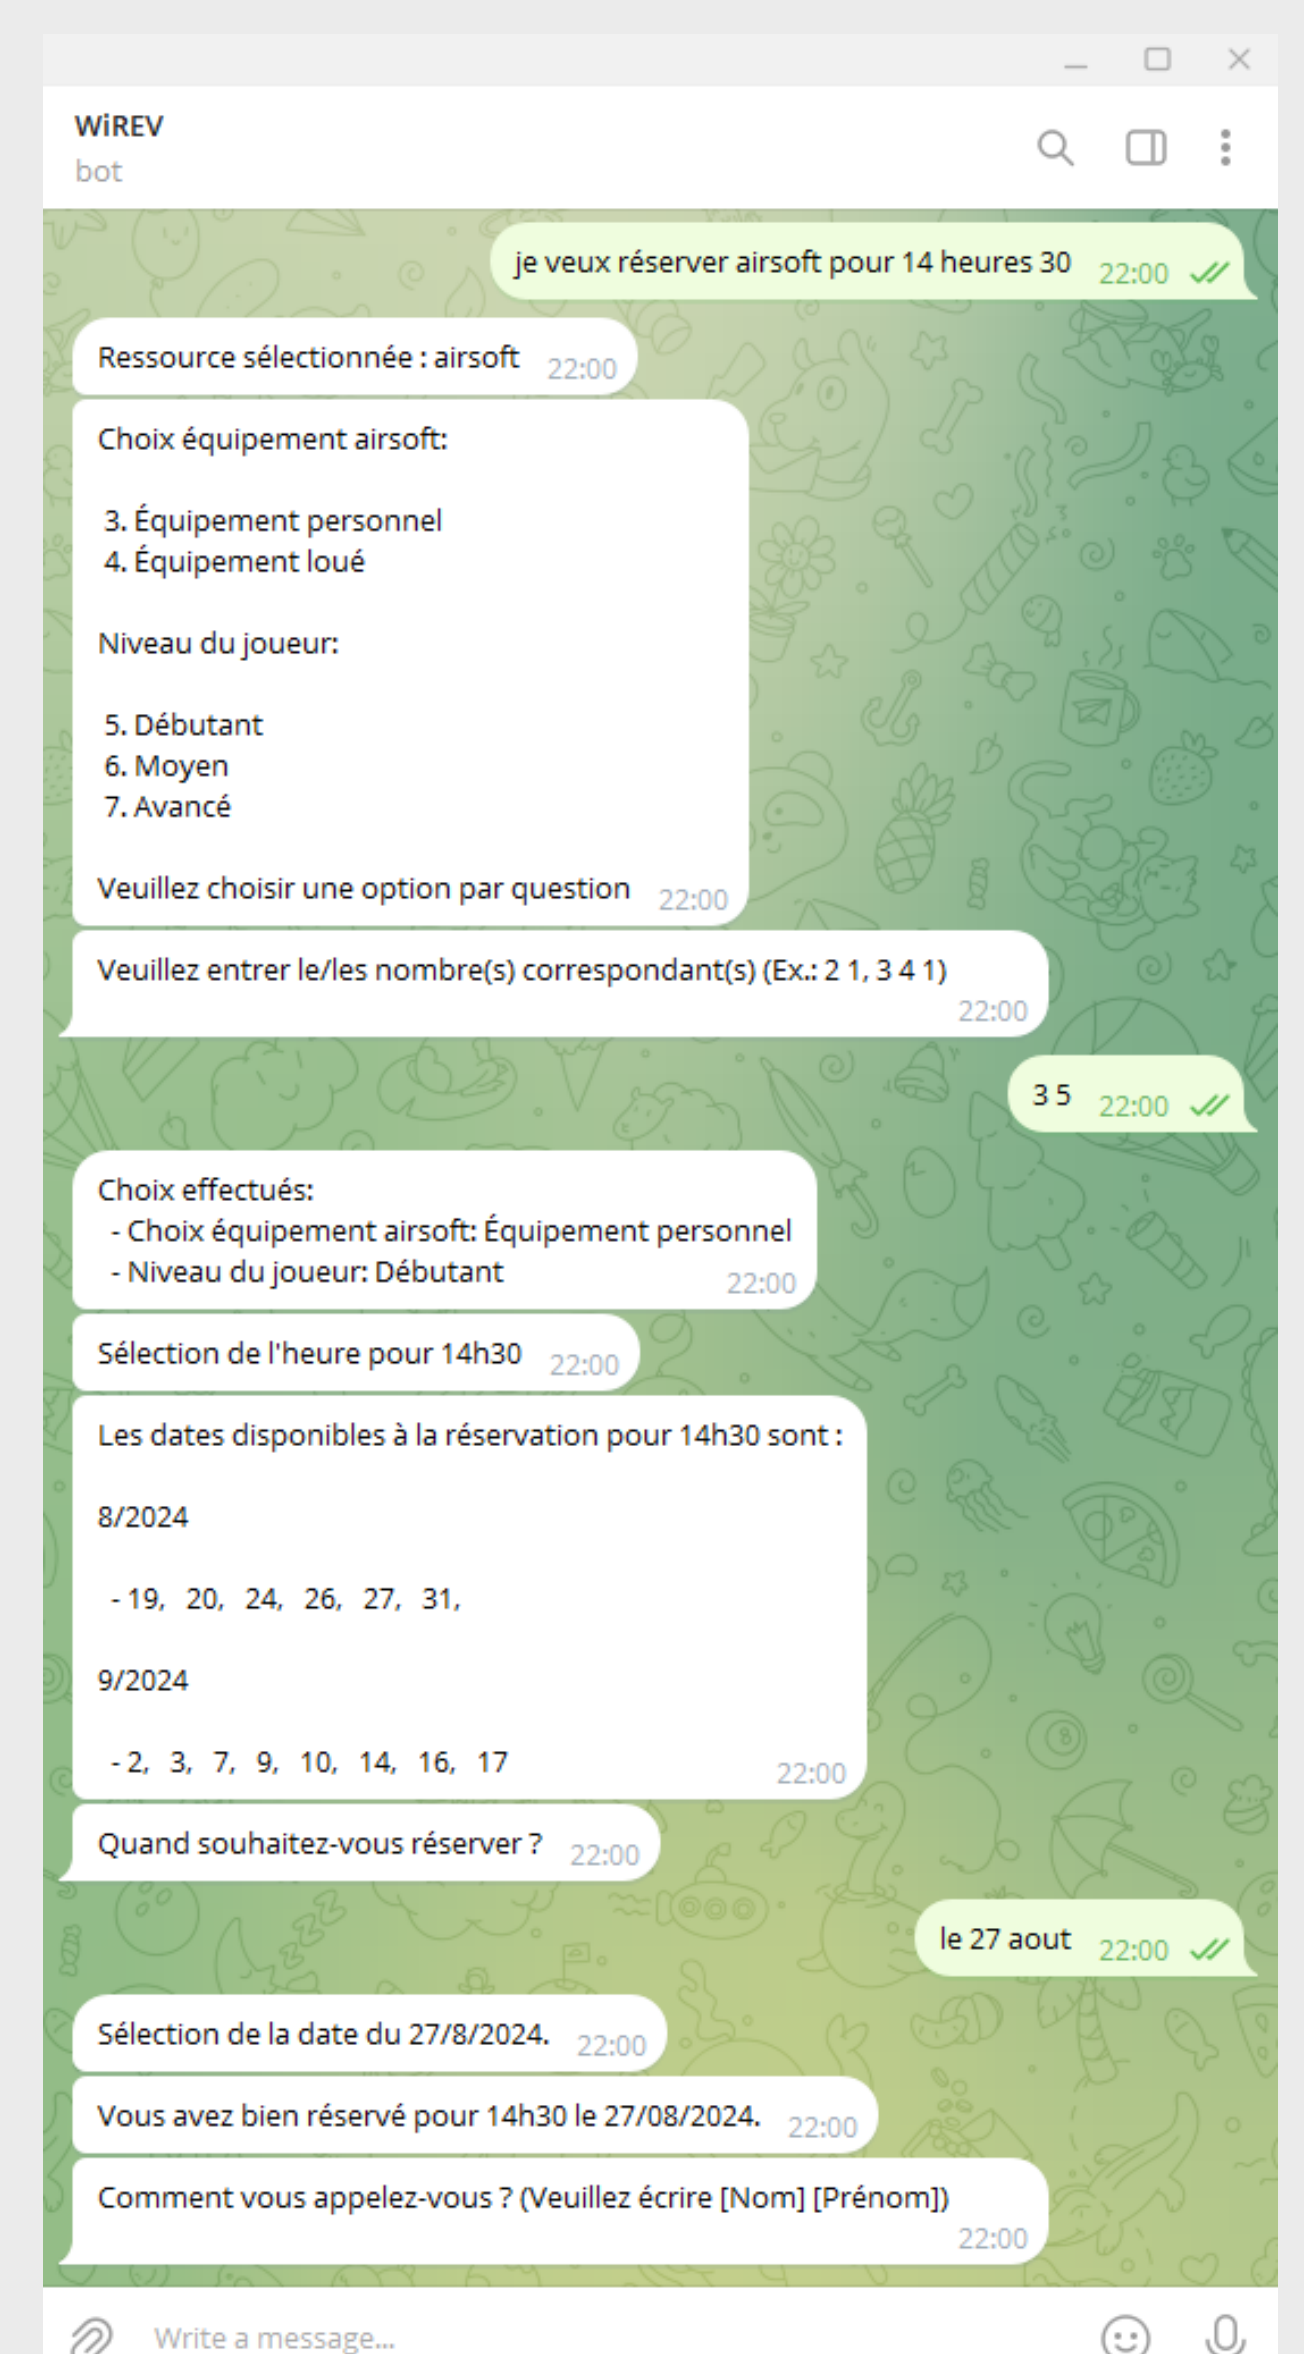 WiREV
bot
je veux réserver airsoft pour 14 heures 30 22:00
Ressource sélectionnée : airsoft 22:00
Choix équipement airsoft:
3. Équipement personnel
4. Équipement loué
Niveau du joueur:
5. Débutant
6. Moyen
7. Avancé
Veuillez choisir une option par question 22:00
Veuillez entrer le/les nombre(s) correspondant(s) (Ex.: 2 1, 3 4 1)
22:00
3 5 22:00
Choix effectués:
- Choix équipement airsoft: Équipement personnel
- Niveau du joueur: Débutant 22:00
Sélection de l'heure pour 14h30 22:00
Les dates disponibles à la réservation pour 14h30 sont :
8/2024
- 19, 20, 24, 26, 27, 31,
9/2024
- 2, 3, 7, 9, 10, 14, 16, 17 22:00
Quand souhaitez-vous réserver ? 22:00
le 27 aout 22:00
Sélection de la date du 27/8/2024. 22:00
Vous avez bien réservé pour 14h30 le 27/08/2024. 22:00
Comment vous appelez-vous ? (Veuillez écrire [Nom] [Prénom])
22:00
Write a message...